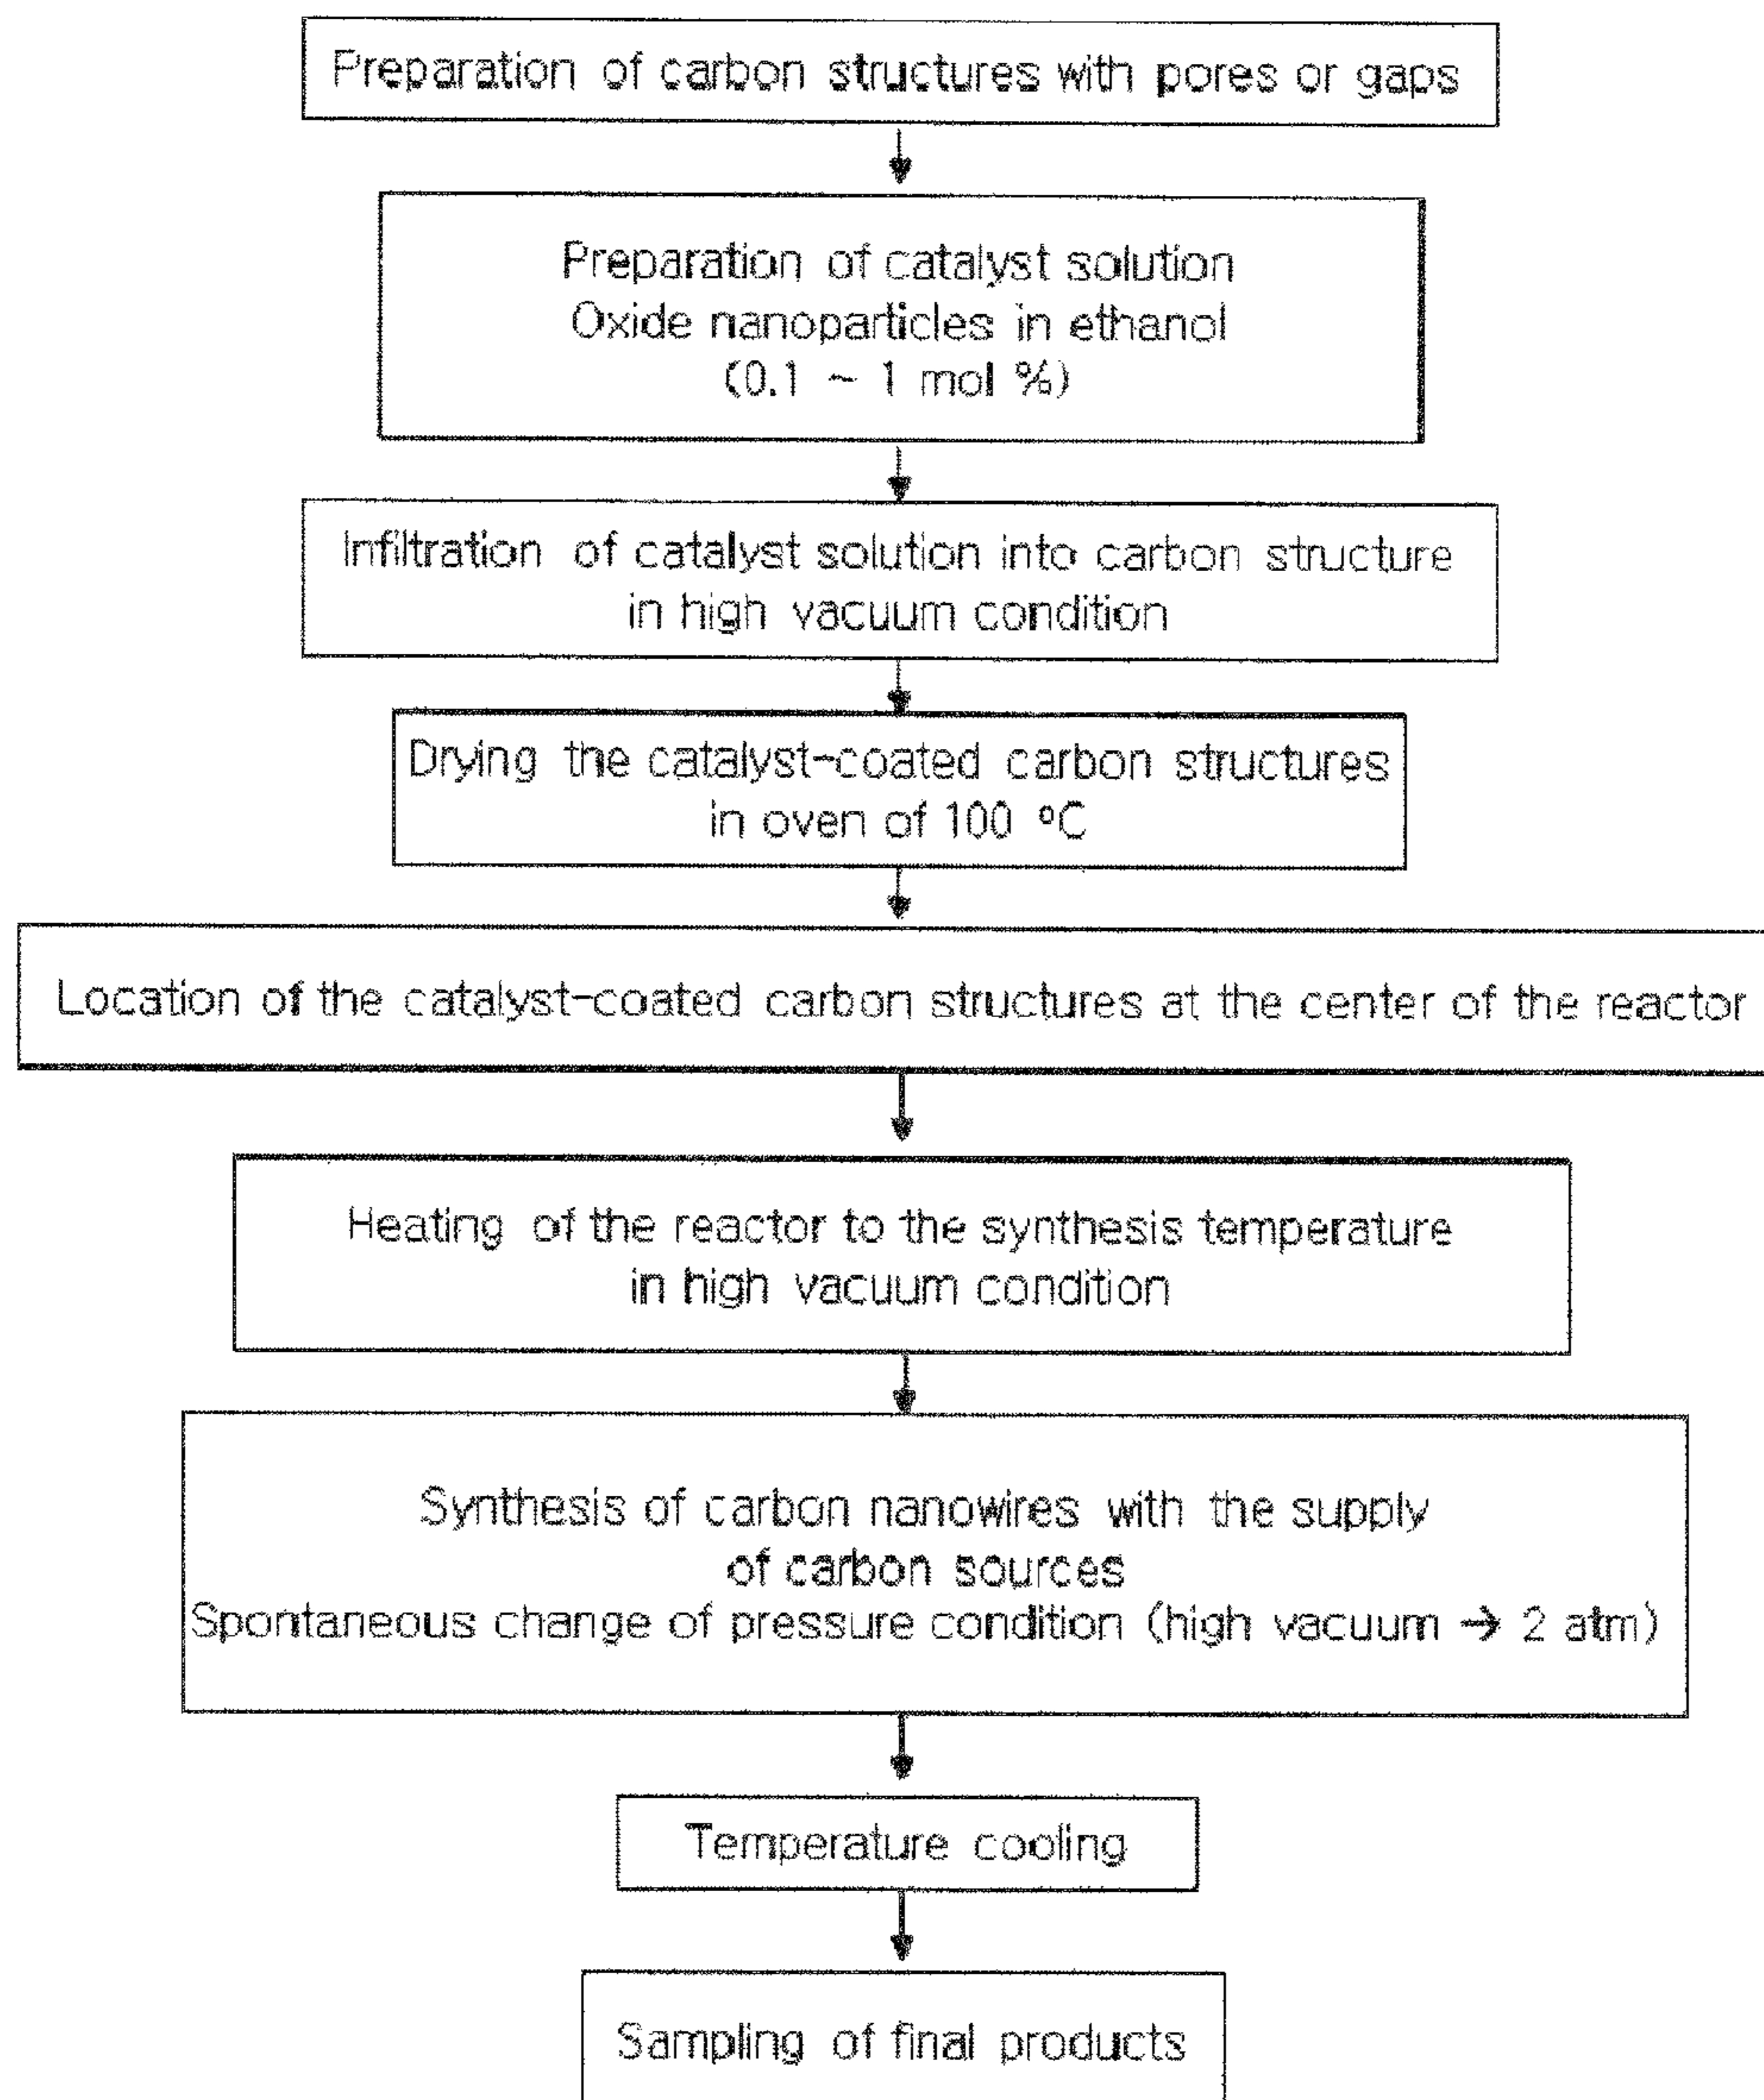 Preparation of carbon structures with pores or gaps
Preparation of catalyst solution
Oxide nanoparticles in ethanol
(0.1 ~ 1 mol %)
Infiltration of catalyst solution into carbon structure
in high vacuum condition
Drying the catalyst-coated carbon structures
in oven of 100 ºC
Location of the catalyst-coated carbon structures at the center of the reactor
Heating of the reactor to the synthesis temperature
in high vacuum condition
Synthesis of carbon nanowires with the supply
of carbon sources
Spontaneous change of pressure condition (high vacuum → 2 atm)
Temperature cooling
Sampling of final products